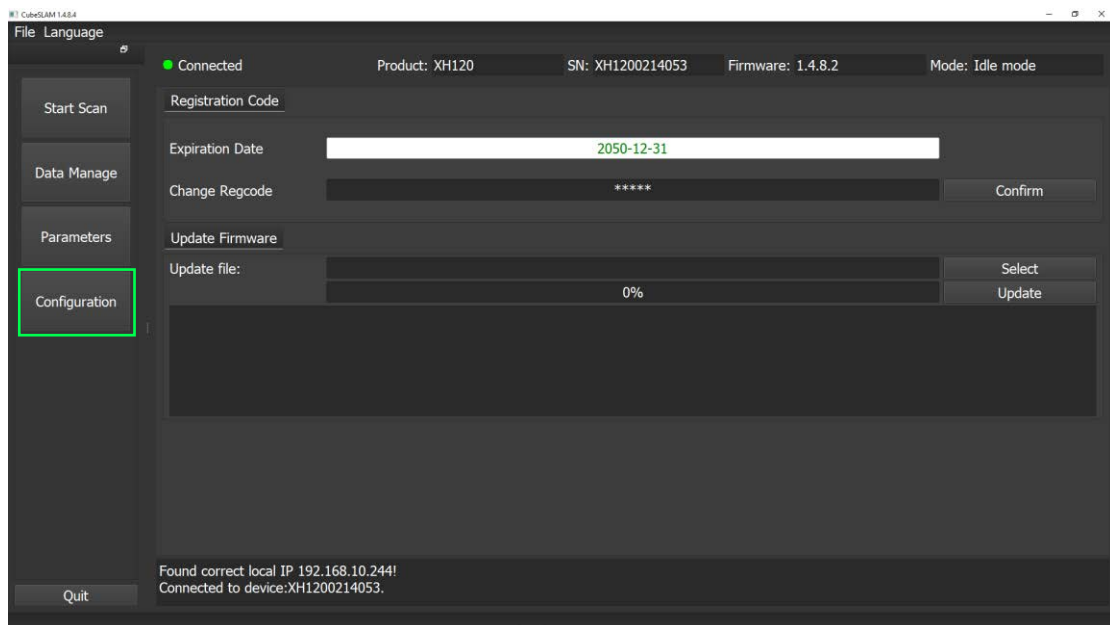 CubeSLAM 1.4.8.4
File Language
Connected Product: XH120 SN: XH1200214053 Firmware: 1.4.8.2 Mode: Idle mode
Start Scan
Data Manage
Parameters
Configuration
Quit
Registration Code
Expiration Date 2050-12-31
Change Regcode ***** Confirm
Update Firmware
Update file: Select
0% Update
Found correct local IP 192.168.10.244!
Connected to device:XH1200214053.